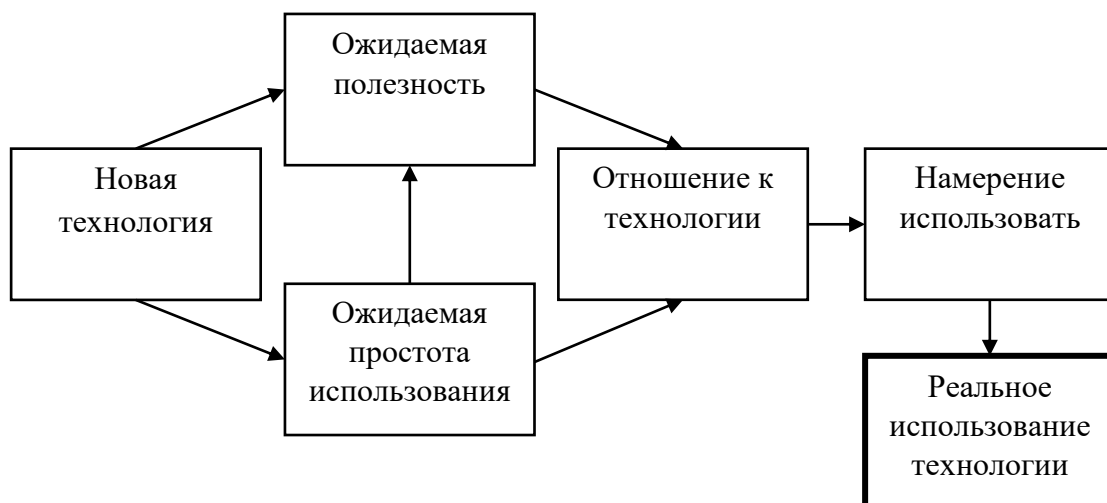 Ожидаемая
полезность
Новая
технология
Отношение к
технологии
Намерение
использовать
Ожидаемая
простота
использования
Реальное
использование
технологии